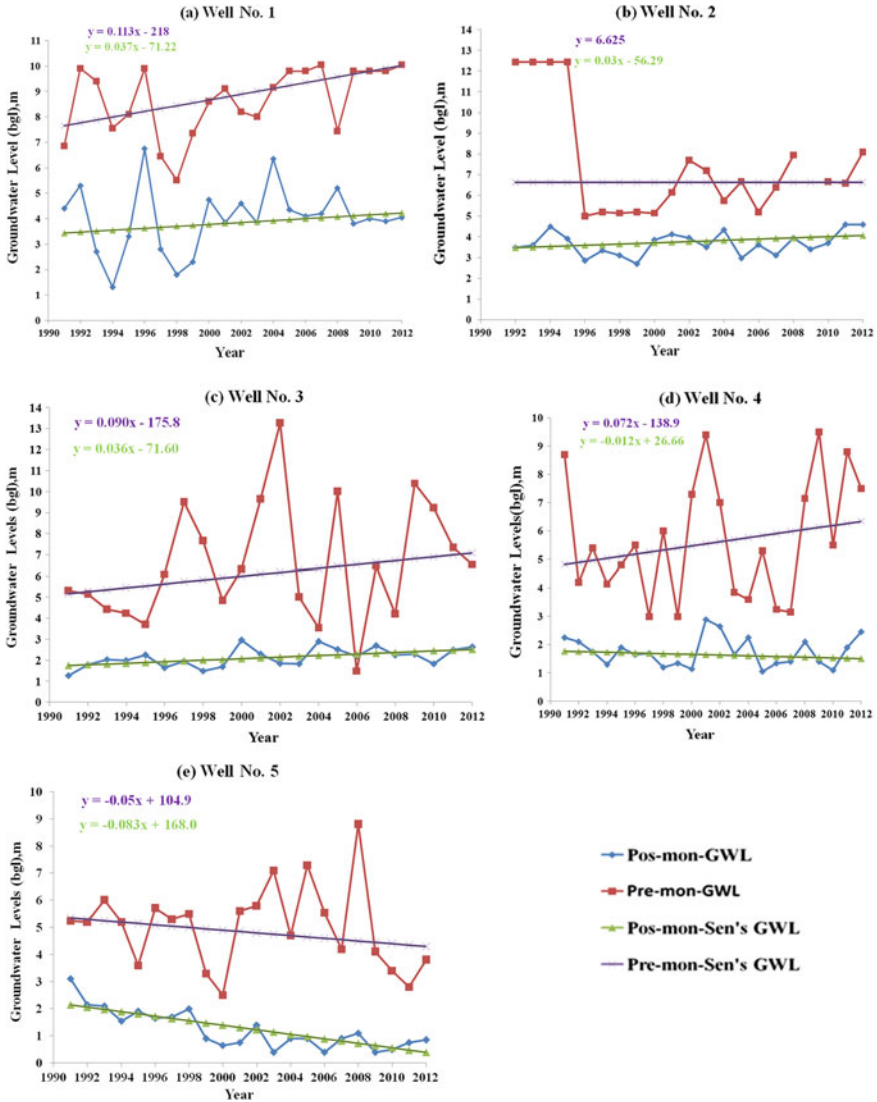 (a) Well No. 1
y = 0.113x - 218
y = 0.037x - 71.22
Groundwater Level (bgl),m
11
10
9
8
7
6
5
4
3
2
1
0
1990 1992 1994 1996 1998 2000 2002 2004 2006 2008 2010 2012
Year
(b) Well No. 2
y = 6.625
y = 0.03x - 56.29
Groundwater Level (bgl),m
14
13
12
11
10
9
8
7
6
5
4
3
2
1
0
1990 1992 1994 1996 1998 2000 2002 2004 2006 2008 2010 2012
Year
(c) Well No. 3
y = 0.090x - 175.8
y = 0.036x - 71.60
Groundwater Levels (bgl),m
14
13
12
11
10
9
8
7
6
5
4
3
2
1
0
1990 1992 1994 1996 1998 2000 2002 2004 2006 2008 2010 2012
Year
(d) Well No. 4
y = 0.072x - 138.9
y = -0.012x + 26.66
Groundwater Levels(bgl),m
10
9
8
7
6
5
4
3
2
1
0
1990 1992 1994 1996 1998 2000 2002 2004 2006 2008 2010 2012
Year
(e) Well No. 5
y = -0.05x + 104.9
y = -0.083x + 168.0
Groundwater Levels (bgl),m
10
9
8
7
6
5
4
3
2
1
0
1990 1992 1994 1996 1998 2000 2002 2004 2006 2008 2010 2012
Year
Pos-mon-GWL
Pre-mon-GWL
Pos-mon-Sen's GWL
Pre-mon-Sen's GWL